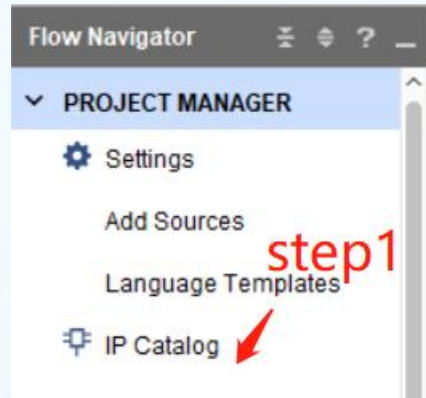 Flow Navigator ?
PROJECT MANAGER
Settings
Add Sources
step1
Language Templates
IP Catalog